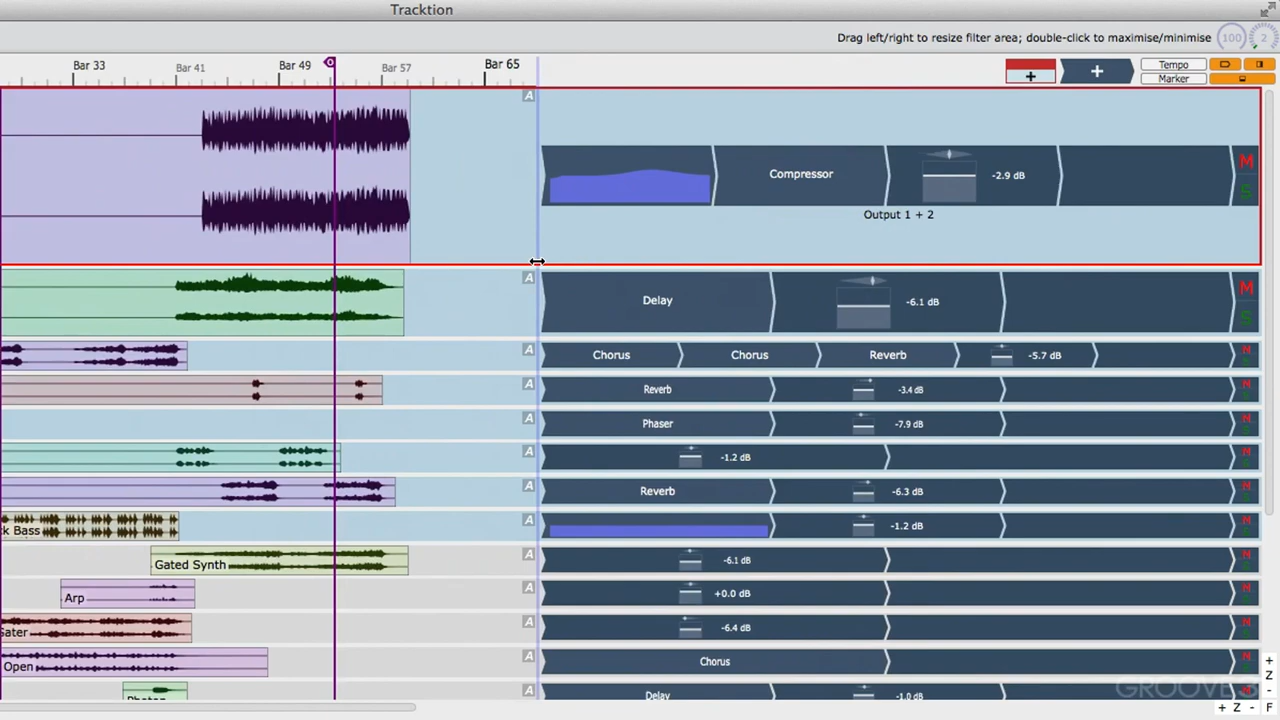 Tracktion
Drag left/right to resize filter area; double-click to maximise/minimise
100
2
Bar 33
Bar 41
Bar 49
Bar 57
Bar 65
+
+
Tempo
Marker
A
Compressor
-2.9 dB
M
S
Output 1 + 2
A
Delay
-6.1 dB
M
S
A
Chorus
Chorus
Reverb
-5.7 dB
A
Reverb
-3.4 dB
A
Phaser
-7.9 dB
A
-1.2 dB
A
Reverb
-6.3 dB
ck Bass
A
-1.2 dB
Gated Synth
A
-6.1 dB
Arp
A
+0.0 dB
Sater
A
-6.4 dB
Open
A
Chorus
A
Delay
-1.0 dB
GROOVE3
+
Z
-
+ Z - F